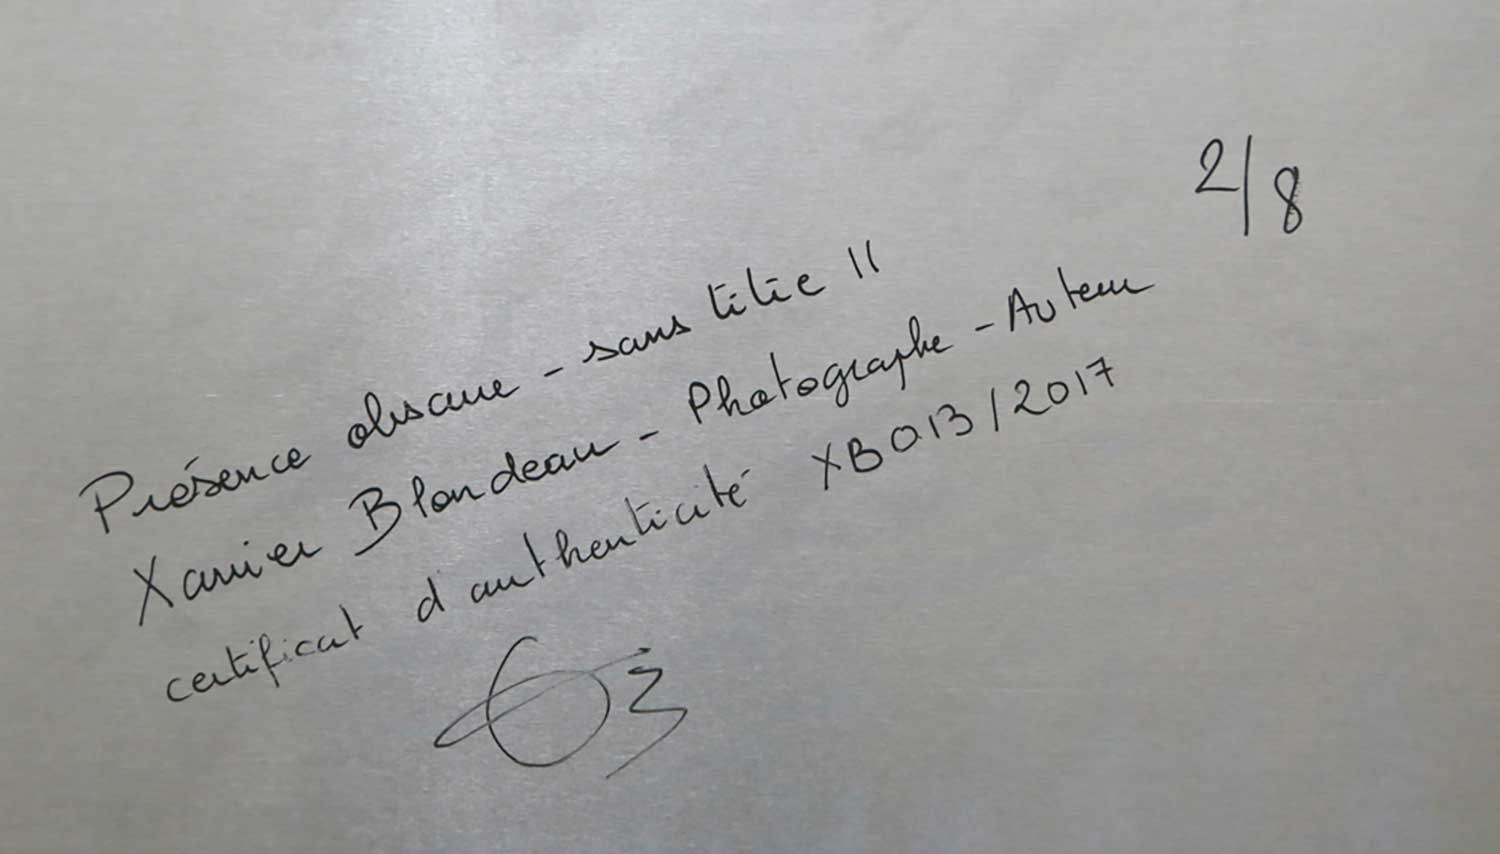 2/8
Présence obscure - sans titre II
Xavier Blondeau - Photographe - Auteur
certificat d'authenticité XB013/2017